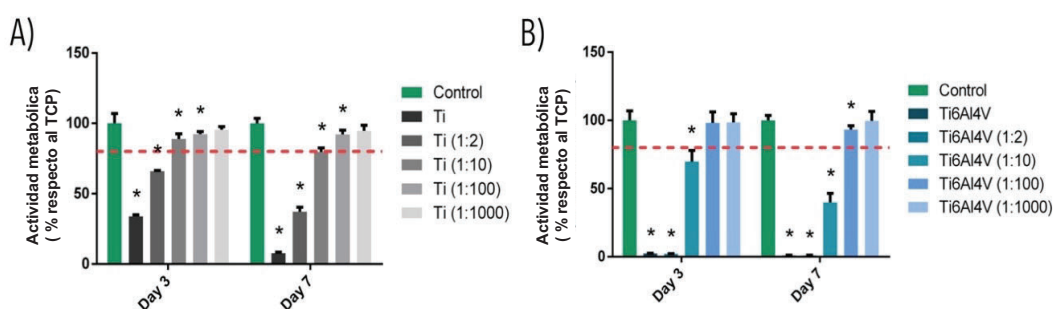 A)
Actividad metabólica
( % respecto al TCP)
150
100
50
0
* * * *
* * * *
Day 3
Day 7
Control
Ti
Ti (1:2)
Ti (1:10)
Ti (1:100)
Ti (1:1000)
B)
Actividad metabólica
( % respecto al TCP)
150
100
50
0
* * *
* * * *
Day 3
Day 7
Control
Ti6Al4V
Ti6Al4V (1:2)
Ti6Al4V (1:10)
Ti6Al4V (1:100)
Ti6Al4V (1:1000)